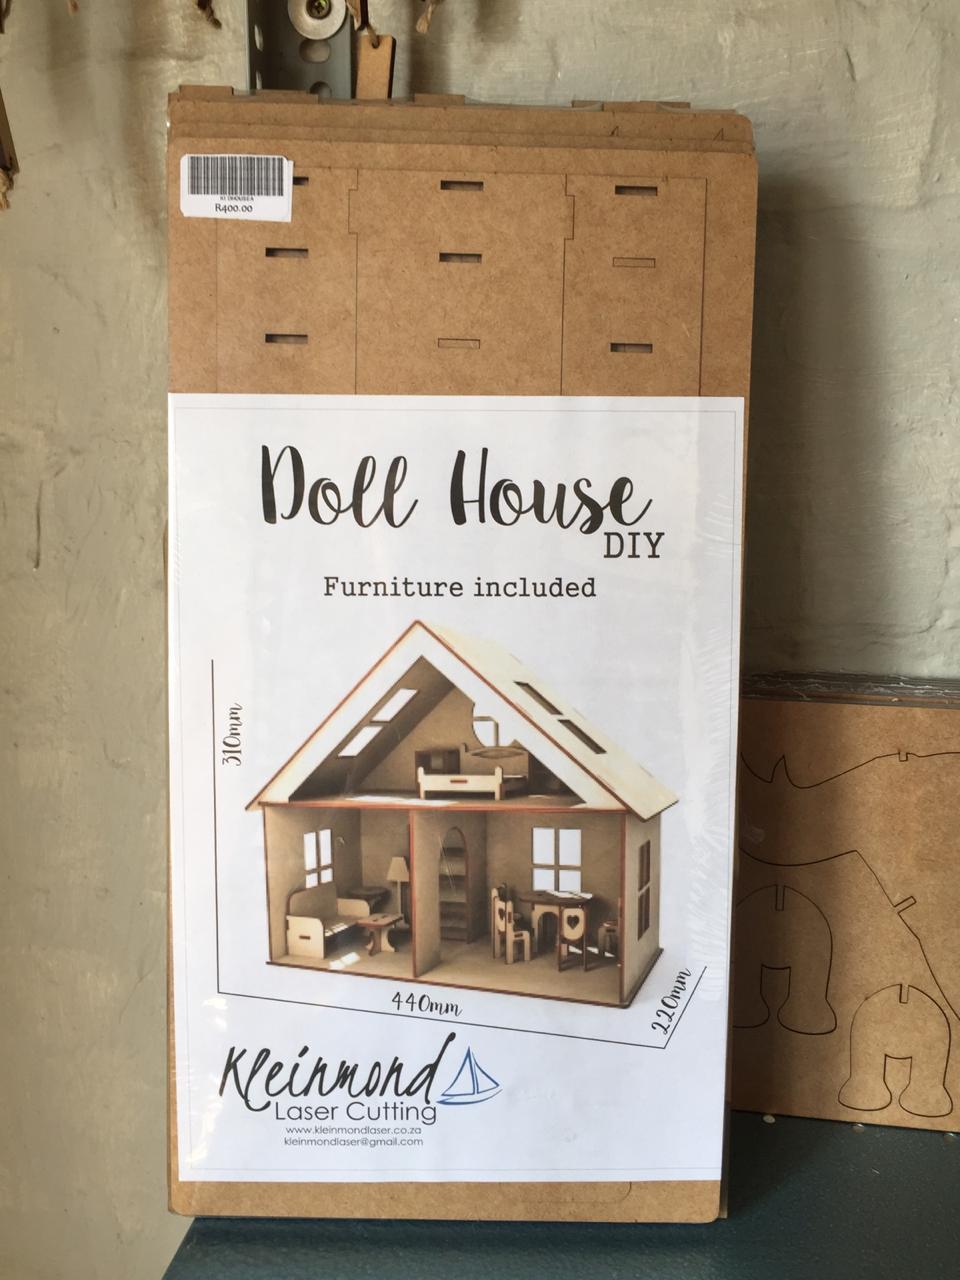 R400.00
Doll House
DIY
Furniture included
310mm
440mm
220mm
Kleinmond
Laser Cutting
www.kleinmondlaser.co.za
kleinmondlaser@gmail.com